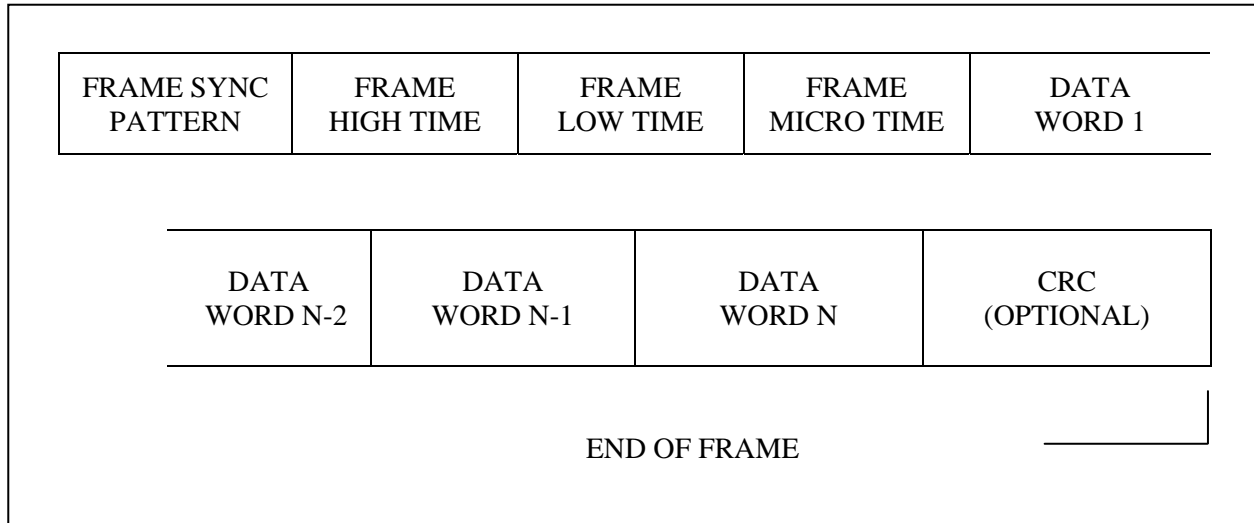 FRAME SYNC PATTERN
FRAME HIGH TIME
FRAME LOW TIME
FRAME MICRO TIME
DATA WORD 1
DATA WORD N-2
DATA WORD N-1
DATA WORD N
CRC (OPTIONAL)
END OF FRAME